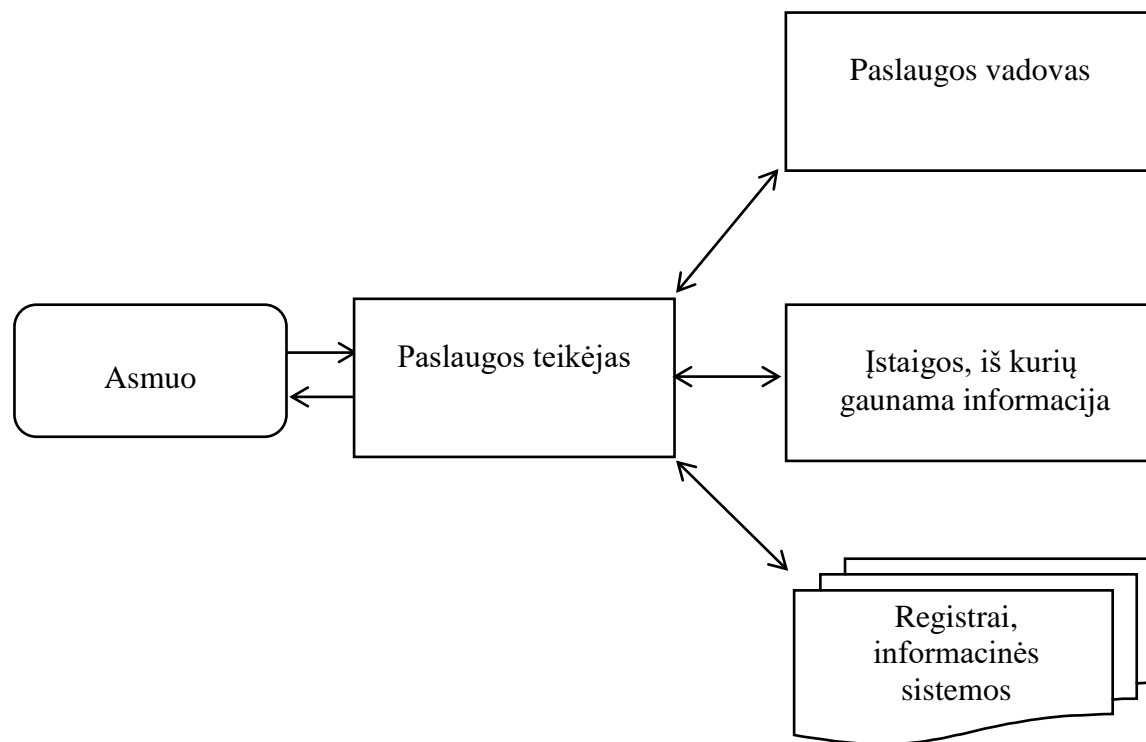 Paslaugos vadovas
Asmuo
Paslaugos teikėjas
Įstaigos, iš kurių
gaunama informacija
Registrai,
informacinės
sistemos